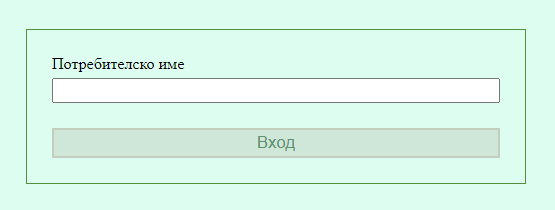 Потребителско име
Вход